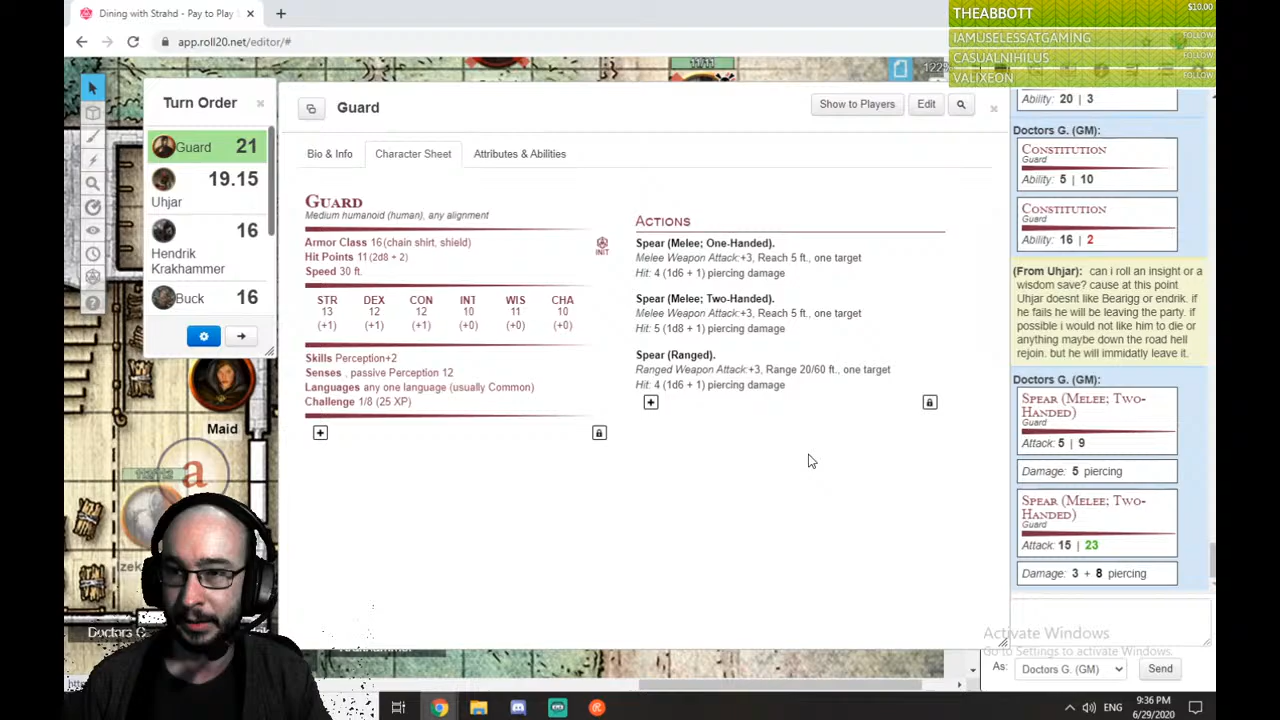 Dining with Strahd - Pay to Play
app.roll20.net/editor/#
THEABBOTT
$10.00
IAMUSELESSATGAMING
FOLLOW
CASUALNIHILUS
FOLLOW
VALIXEON
FOLLOW
11/11
122%
Turn Order
Guard 21
19.15
Uhjar
16
Hendrik
Krakhammer
Buck 16
Maid
a
Guard
Show to Players
Edit
Bio & Info
Character Sheet
Attributes & Abilities
GUARD
Medium humanoid (human), any alignment
Armor Class 16 (chain shirt, shield)
Hit Points 11 (2d8 + 2)
Speed 30 ft.
INIT
STR DEX CON INT WIS CHA
13 12 12 10 11 10
(+1) (+1) (+1) (+0) (+0) (+0)
Skills Perception+2
Senses , passive Perception 12
Languages any one language (usually Common)
Challenge 1/8 (25 XP)
ACTIONS
Spear (Melee; One-Handed).
Melee Weapon Attack:+3, Reach 5 ft., one target
Hit: 4 (1d6 + 1) piercing damage
Spear (Melee; Two-Handed).
Melee Weapon Attack:+3, Reach 5 ft., one target
Hit: 5 (1d8 + 1) piercing damage
Spear (Ranged).
Ranged Weapon Attack:+3, Range 20/60 ft., one target
Hit: 4 (1d6 + 1) piercing damage
Ability: 20 | 3
Doctors G. (GM):
CONSTITUTION
Guard
Ability: 5 | 10
CONSTITUTION
Guard
Ability: 16 | 2
(From Uhjar): can i roll an insight or a
wisdom save? cause at this point
Uhjar doesnt like Bearigg or endrik. if
he fails he will be leaving the party. if
possible i would not like him to die or
anything maybe down the road hell
rejoin. but he will immidatly leave it.
Doctors G. (GM):
SPEAR (MELEE; TWO-
HANDED)
Guard
Attack: 5 | 9
Damage: 5 piercing
SPEAR (MELEE; TWO-
HANDED)
Guard
Attack: 15 | 23
Damage: 3 + 8 piercing
Activate Windows
Go to Settings to activate Windows.
As:
Doctors G. (GM)
Send
ENG
9:36 PM
6/29/2020